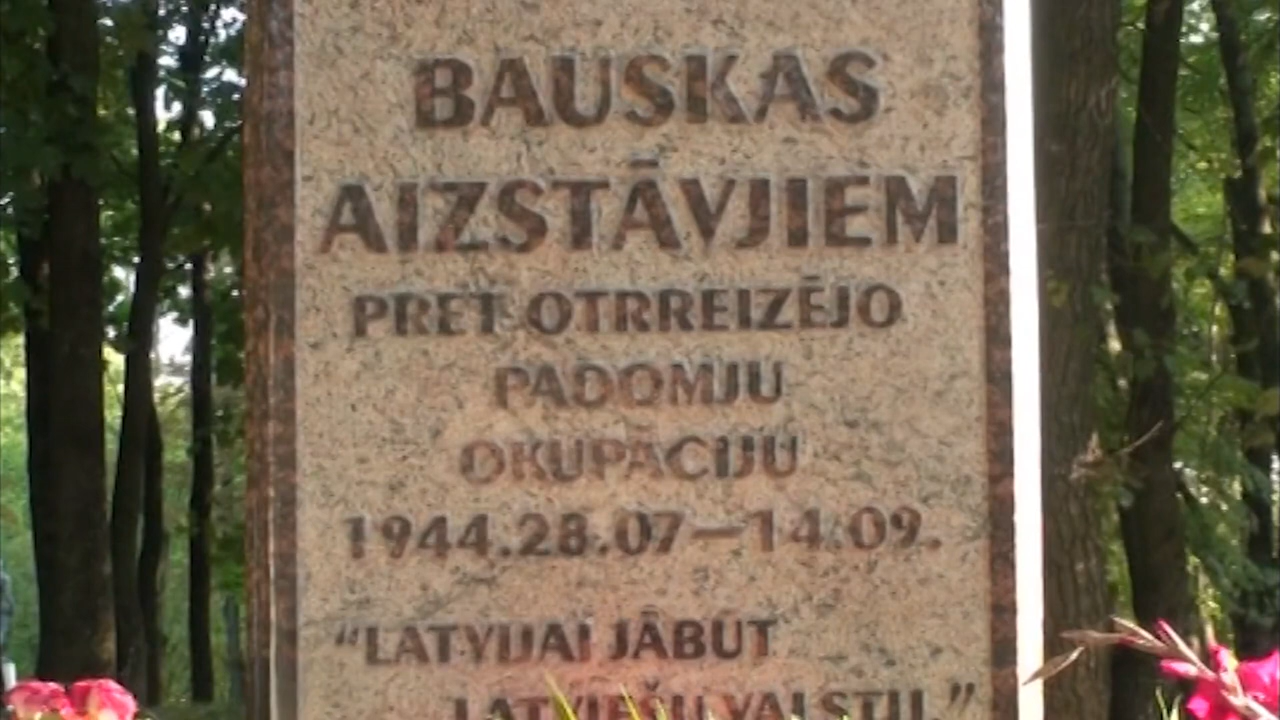 BAUSKAS
AIZSTĀVJIEM
PRET OTRREIZĒJO
PADOMJU
OKUPĀCIJU
1944.28.07—14.09.
“LATVIJAI JĀBŪT
LATVIEŠU VALSTIJ.”